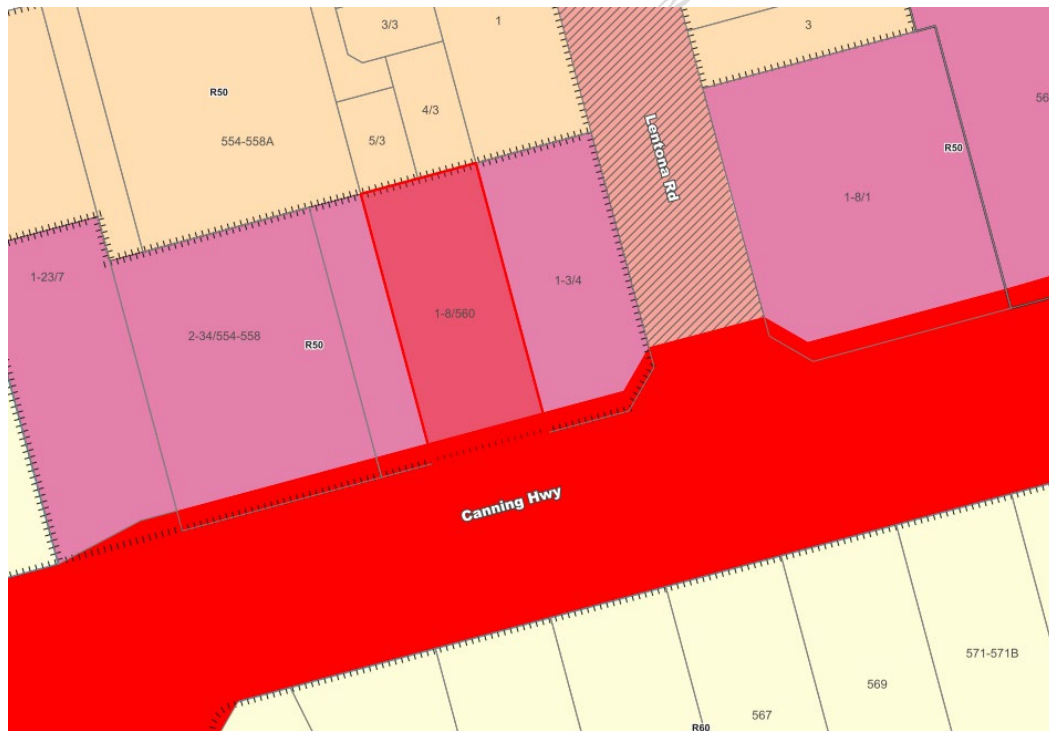 3/3
1
3
R50
4/3
554-558A
5/3
Lentona Rd
56
R50
1-8/1
1-23/7
1-3/4
1-8/560
2-34/554-558
R50
Canning Hwy
571-571B
569
567
R60